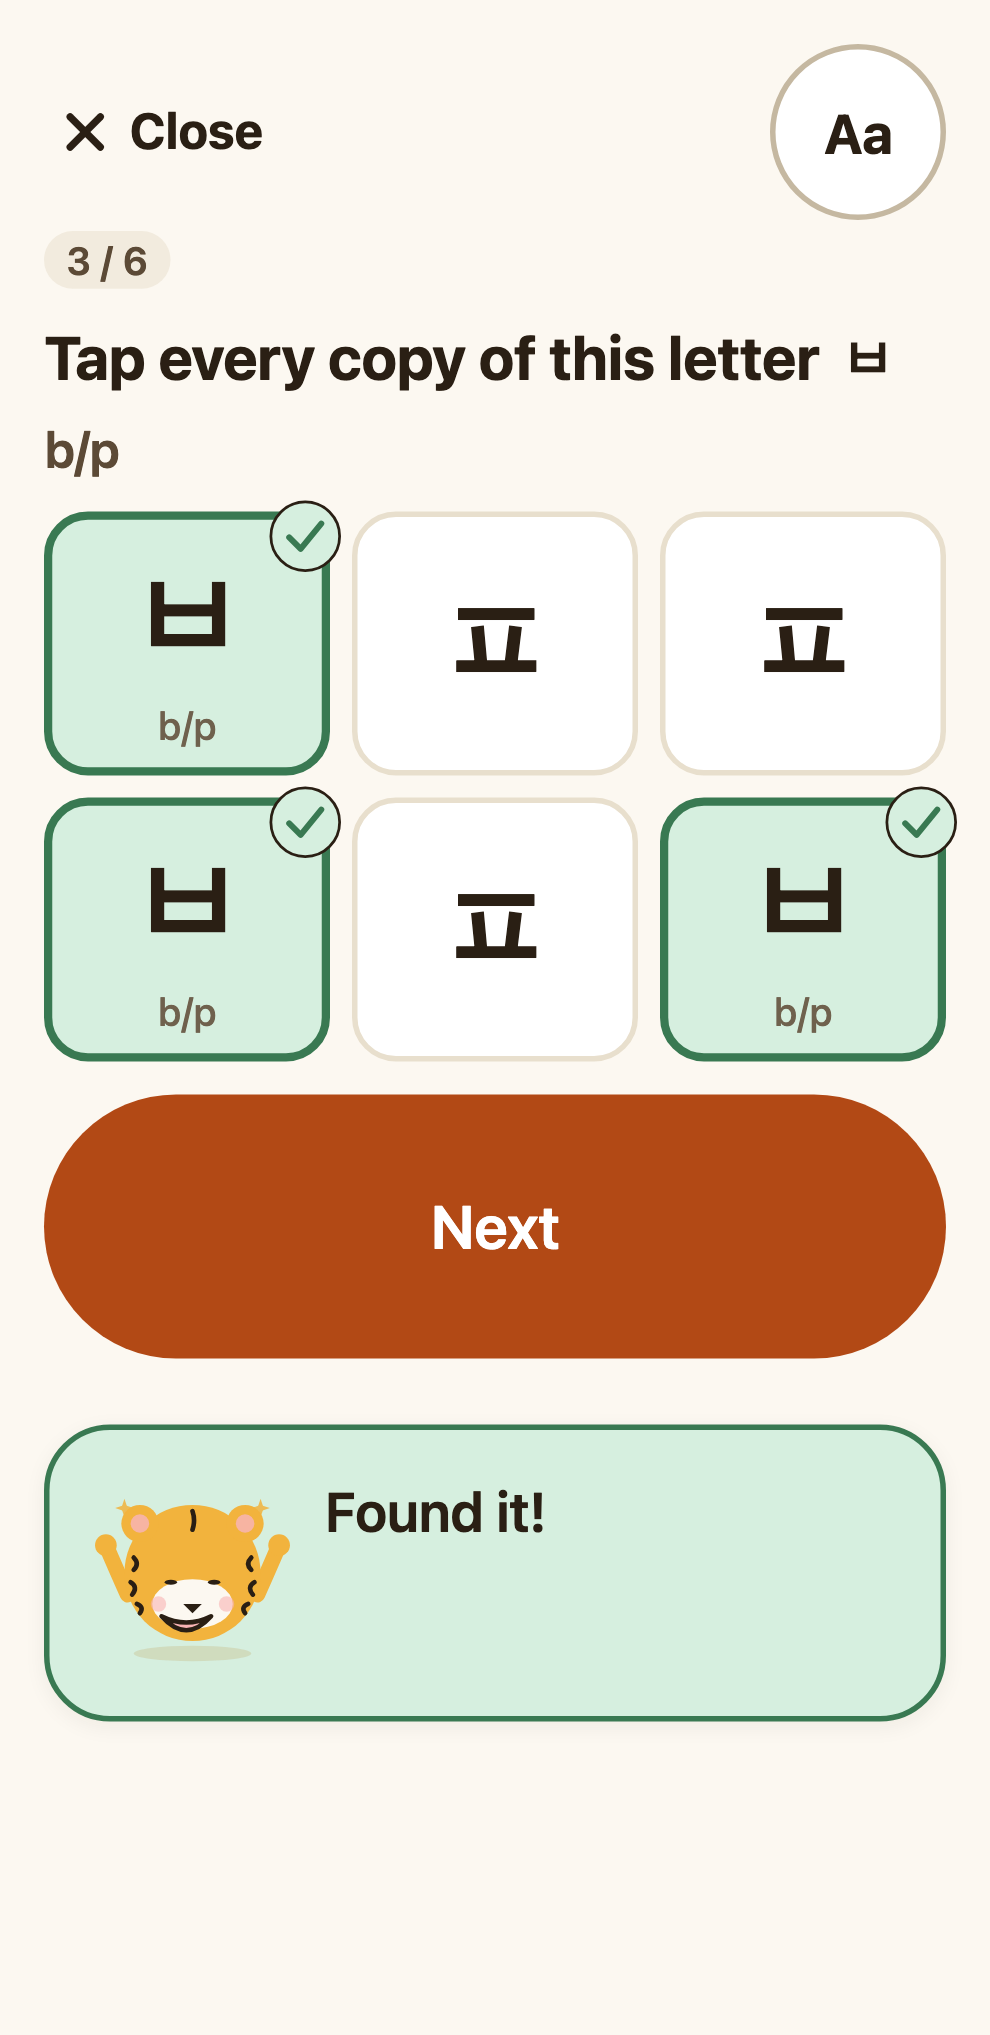 Close
Aa
3 / 6
Tap every copy of this letter ㅂ
b/p
ㅂ ㅍ ㅍ
b/p
ㅂ ㅍ ㅂ
b/p b/p
Next
Found it!